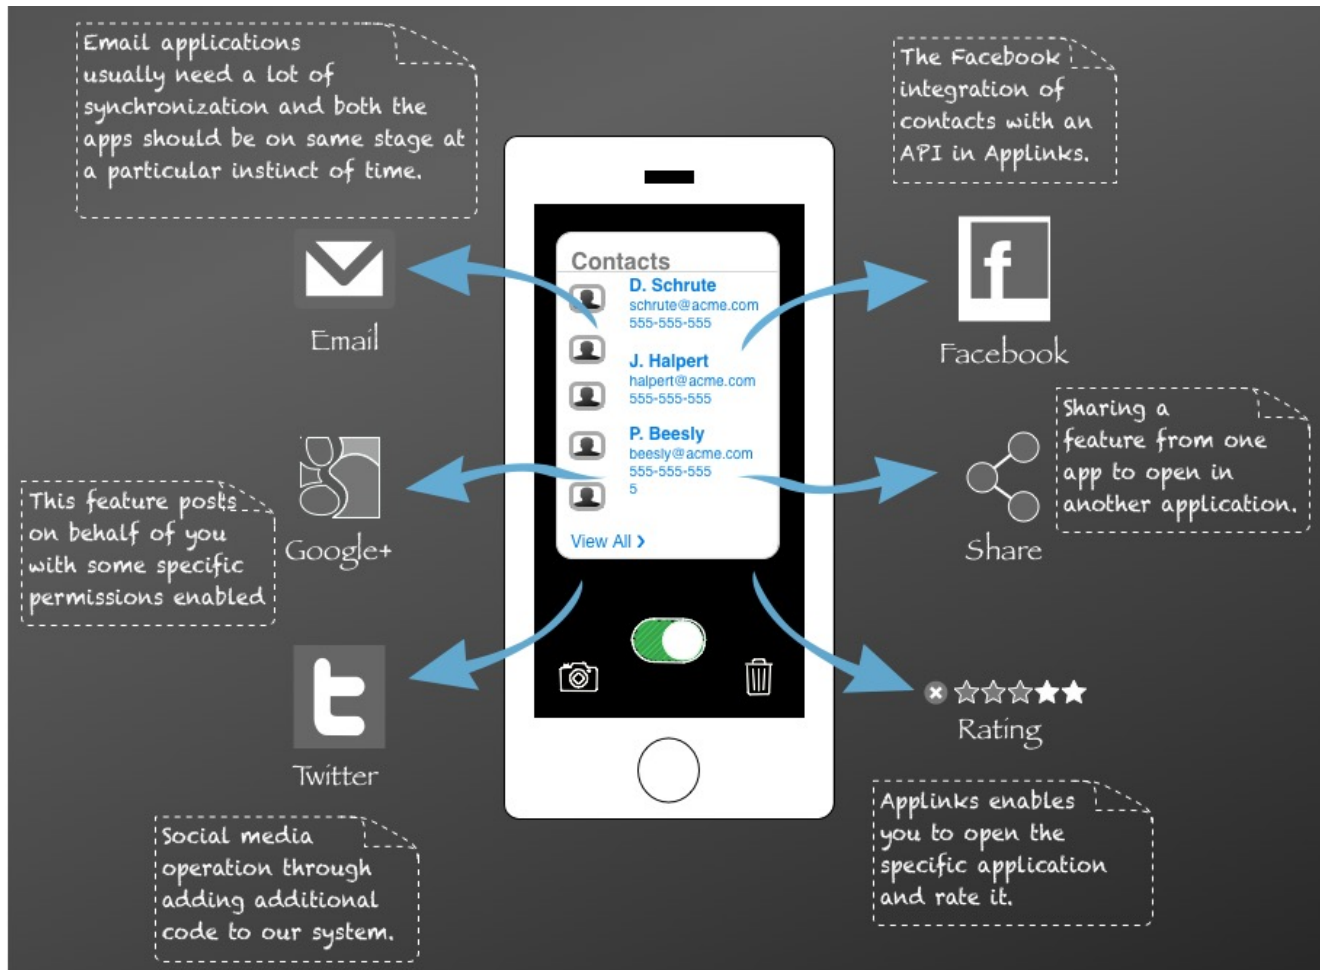 Email applications
usually need a lot of
synchronization and both the
apps should be on same stage at
a particular instinct of time.
The Facebook
integration of
contacts with an
API in Applinks.
Email
Facebook
Contacts
D. Schrute
schrute@acme.com
555-555-555
J. Halpert
halpert@acme.com
555-555-555
P. Beesly
beesly@acme.com
555-555-555
5
View All ❯
Sharing a
feature from one
app to open in
another application.
This feature posts
on behalf of you
with some specific
permissions enabled
Google+
Share
Twitter
Rating
Social media
operation through
adding additional
code to our system.
Applinks enables
you to open the
specific application
and rate it.